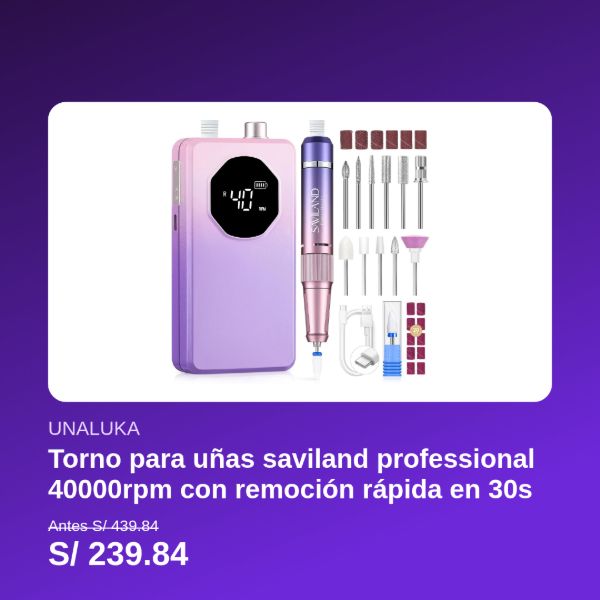 R 40
SAVILAND
UNALUKA
Torno para uñas saviland professional
40000rpm con remoción rápida en 30s
Antes S/ 439.84
S/ 239.84